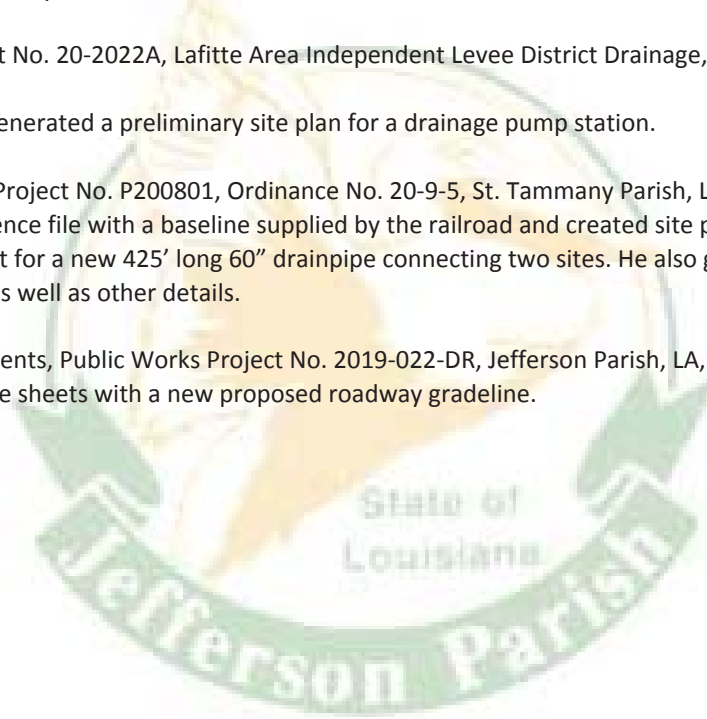 t No. 20-2022A, Lafitte Area Independent Levee District Drainage,
enerated a preliminary site plan for a drainage pump station.
Project No. P200801, Ordinance No. 20-9-5, St. Tammany Parish, L
ence file with a baseline supplied by the railroad and created site p
t for a new 425’ long 60” drainpipe connecting two sites. He also g
s well as other details.
ents, Public Works Project No. 2019-022-DR, Jefferson Parish, LA,
e sheets with a new proposed roadway gradeline.
State of
Louisiana
Jefferson Parish